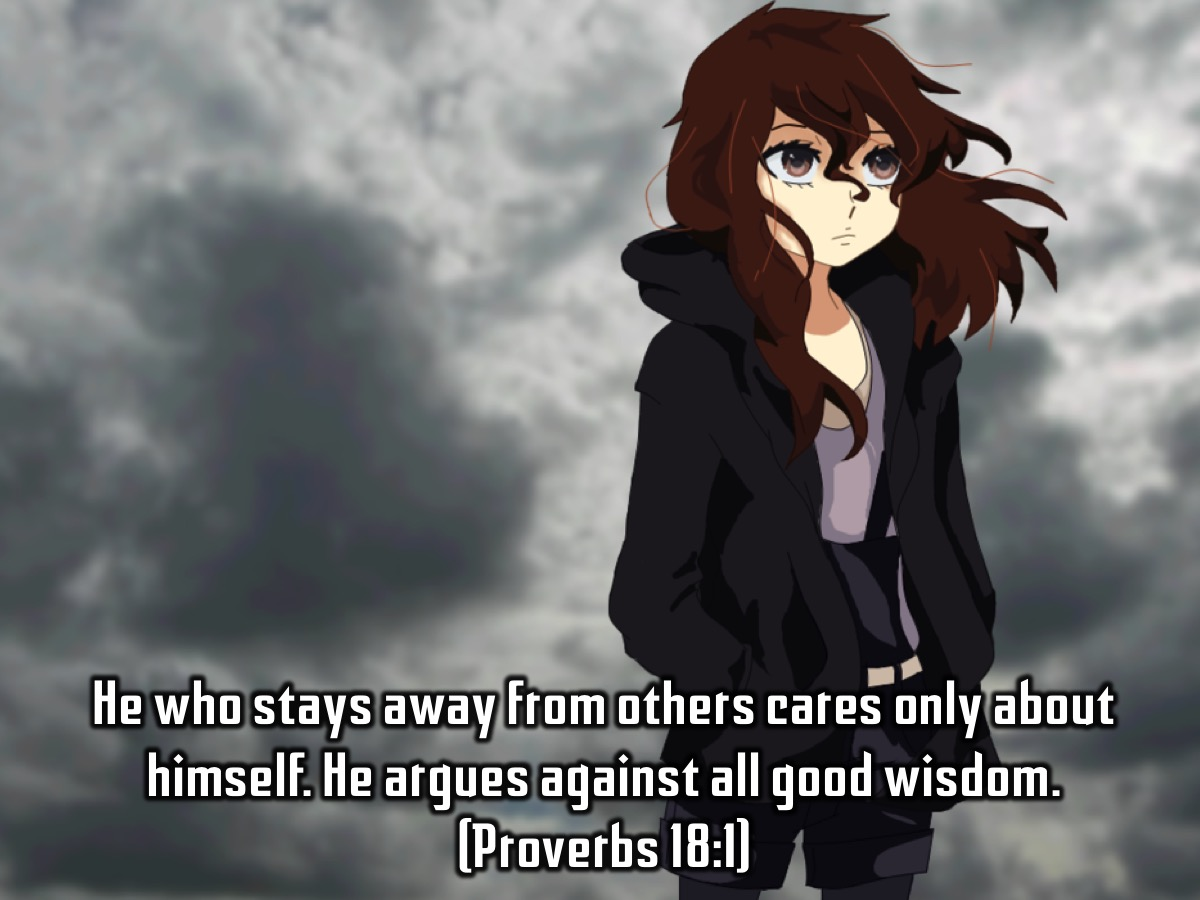 He who stays away from others cares only about
himself. He argues against all good wisdom.
(Proverbs 18:1)